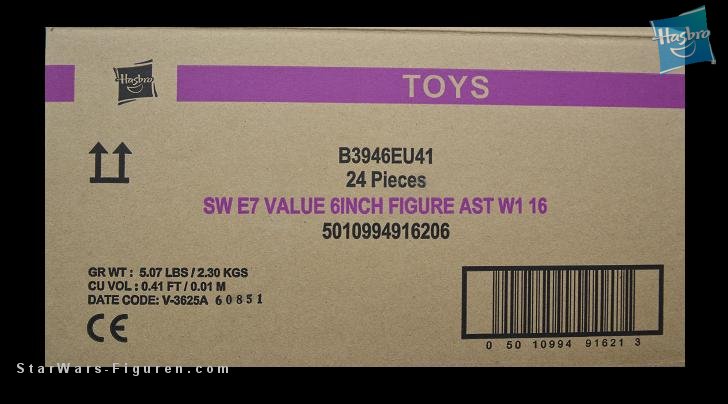 Hasbro
Hasbro
TOYS
B3946EU41
24 Pieces
SW E7 VALUE 6INCH FIGURE AST W1 16
5010994916206
GR WT : 5.07 LBS / 2.30 KGS
CU VOL : 0.41 FT / 0.01 M
DATE CODE: V-3625A 60851
CE
0 50 10994 91621 3
StarWars-Figuren.com